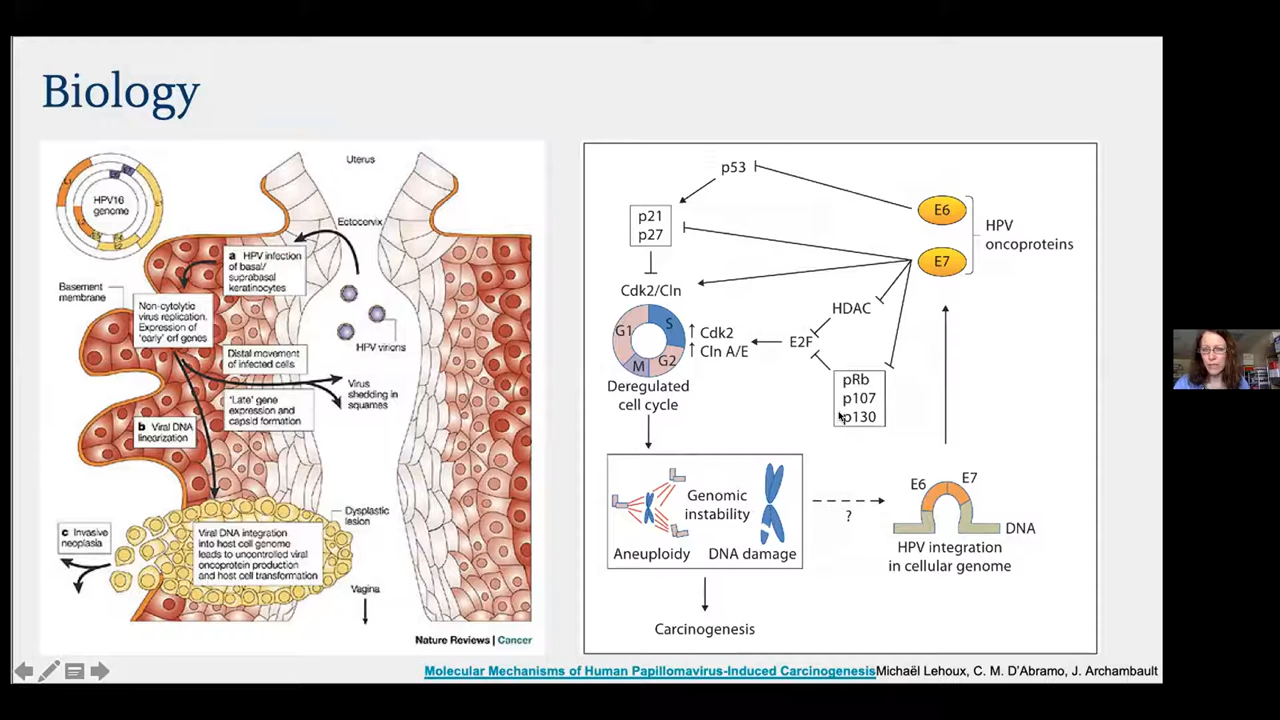 Biology
HPV16
genome
Uterus
Ectocervix
a HPV infection
of basal/
suprabasal
keratinocytes
Basement
membrane
Non-cytolytic
virus replication.
Expression of
'early' orf genes
HPV virions
Distal movement
of infected cells
Virus
shedding in
squames
'Late' gene
expression and
capsid formation
b Viral DNA
linearization
Dysplastic
lesion
c Invasive
neoplasia
Viral DNA integration
into host cell genome
leads to uncontrolled viral
oncoprotein production
and host cell transformation
Vagina
Nature Reviews | Cancer
p53
E6
p21
p27
HPV
oncoproteins
E7
Cdk2/Cln
HDAC
G1
S
G2
M
↑ Cdk2
↑ Cln A/E
E2F
Deregulated
cell cycle
pRb
p107
p130
E6
E7
Genomic
instability
?
DNA
Aneuploidy
DNA damage
HPV integration
in cellular genome
Carcinogenesis
Molecular Mechanisms of Human Papillomavirus-Induced Carcinogenesis Michaël Lehoux, C. M. D'Abramo, J. Archambault